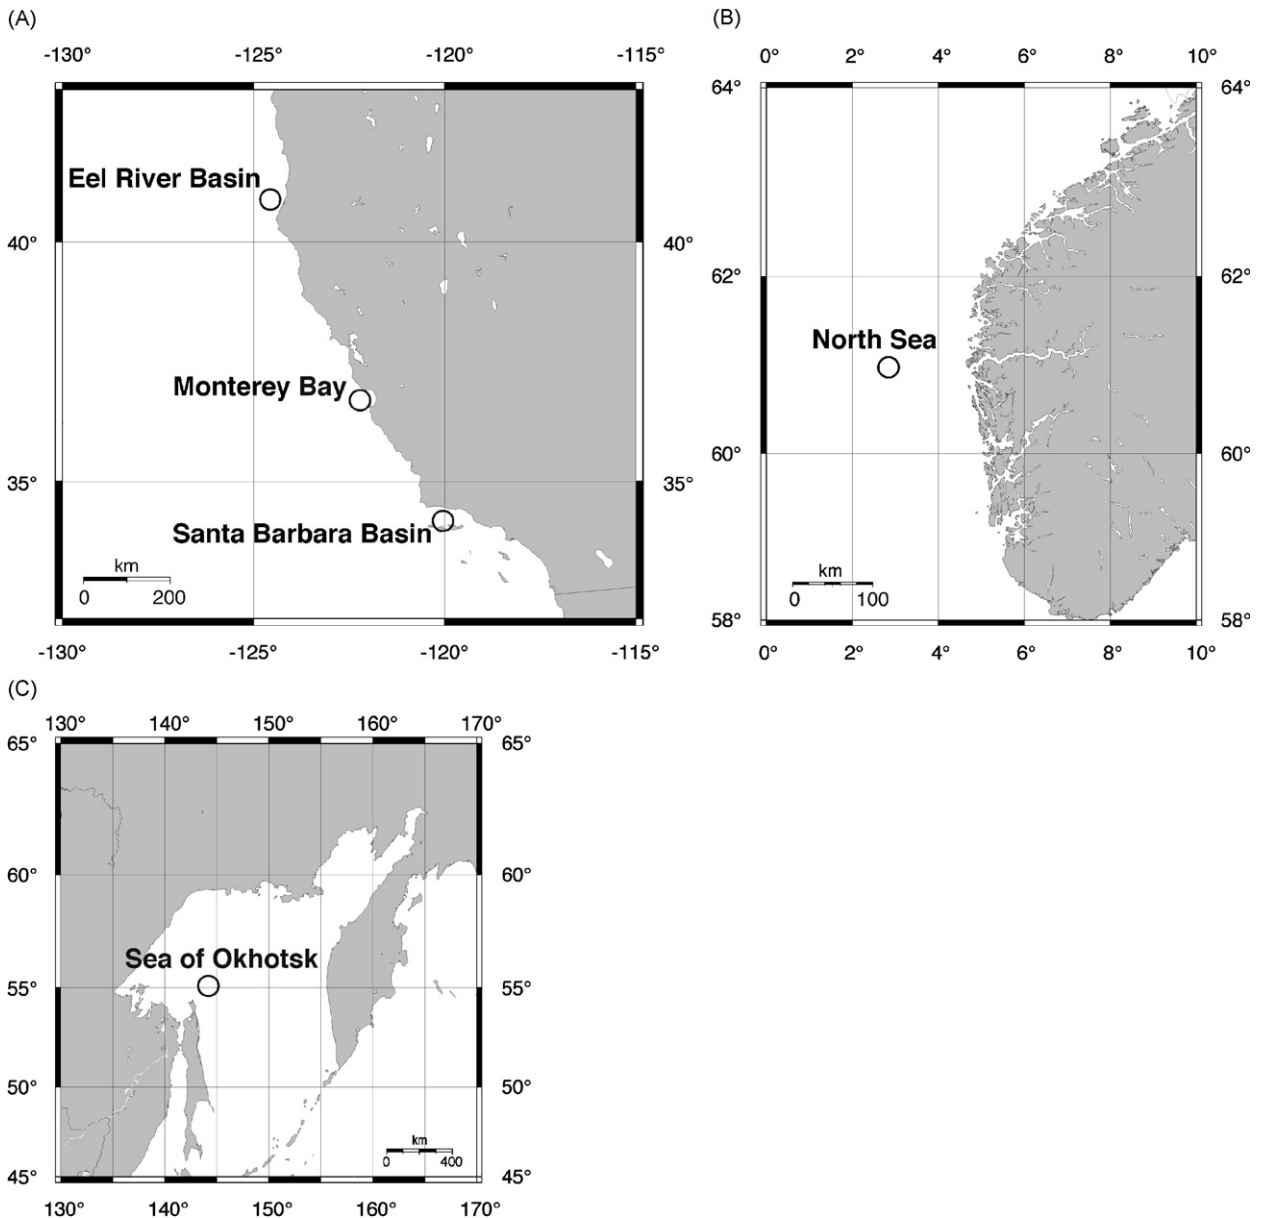 (A)
-130° -125° -120° -115°
Eel River Basin
40° 40°
Monterey Bay
35° 35°
Santa Barbara Basin
km
0 200
-130° -125° -120° -115°
(B)
0° 2° 4° 6° 8° 10°
64° 64°
62° 62°
North Sea
60° 60°
km
0 100
58° 58°
0° 2° 4° 6° 8° 10°
(C)
130° 140° 150° 160° 170°
65° 65°
60° 60°
Sea of Okhotsk
55° 55°
50° 50°
km
0 400
45° 45°
130° 140° 150° 160° 170°